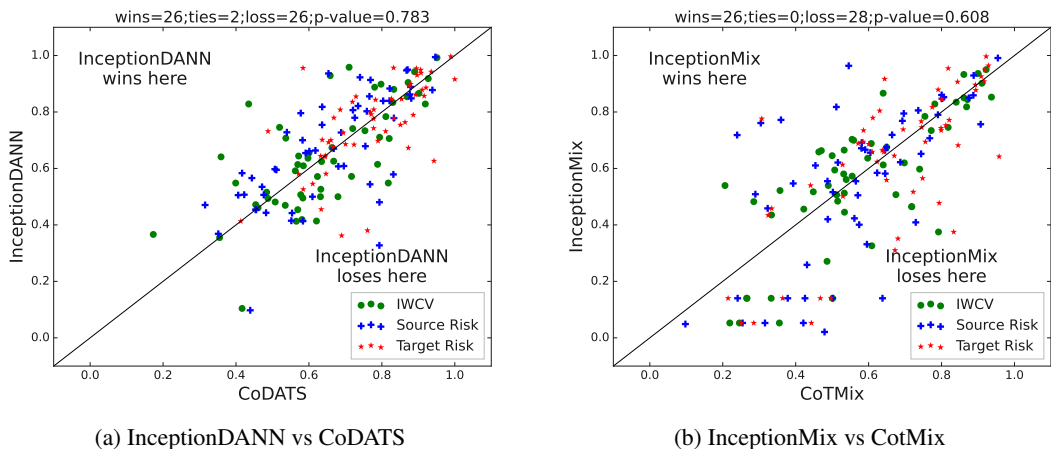 wins=26;ties=2;loss=26;p-value=0.783
InceptionDANN
wins here
InceptionDANN
loses here
IWCV
Source Risk
Target Risk
1.0
0.8
0.6
0.4
0.2
0.0
0.0 0.2 0.4 0.6 0.8 1.0
InceptionDANN
CoDATS
(a) InceptionDANN vs CoDATS
wins=26;ties=0;loss=28;p-value=0.608
InceptionMix
wins here
InceptionMix
loses here
IWCV
Source Risk
Target Risk
1.0
0.8
0.6
0.4
0.2
0.0
0.0 0.2 0.4 0.6 0.8 1.0
InceptionMix
CoTMix
(b) InceptionMix vs CotMix